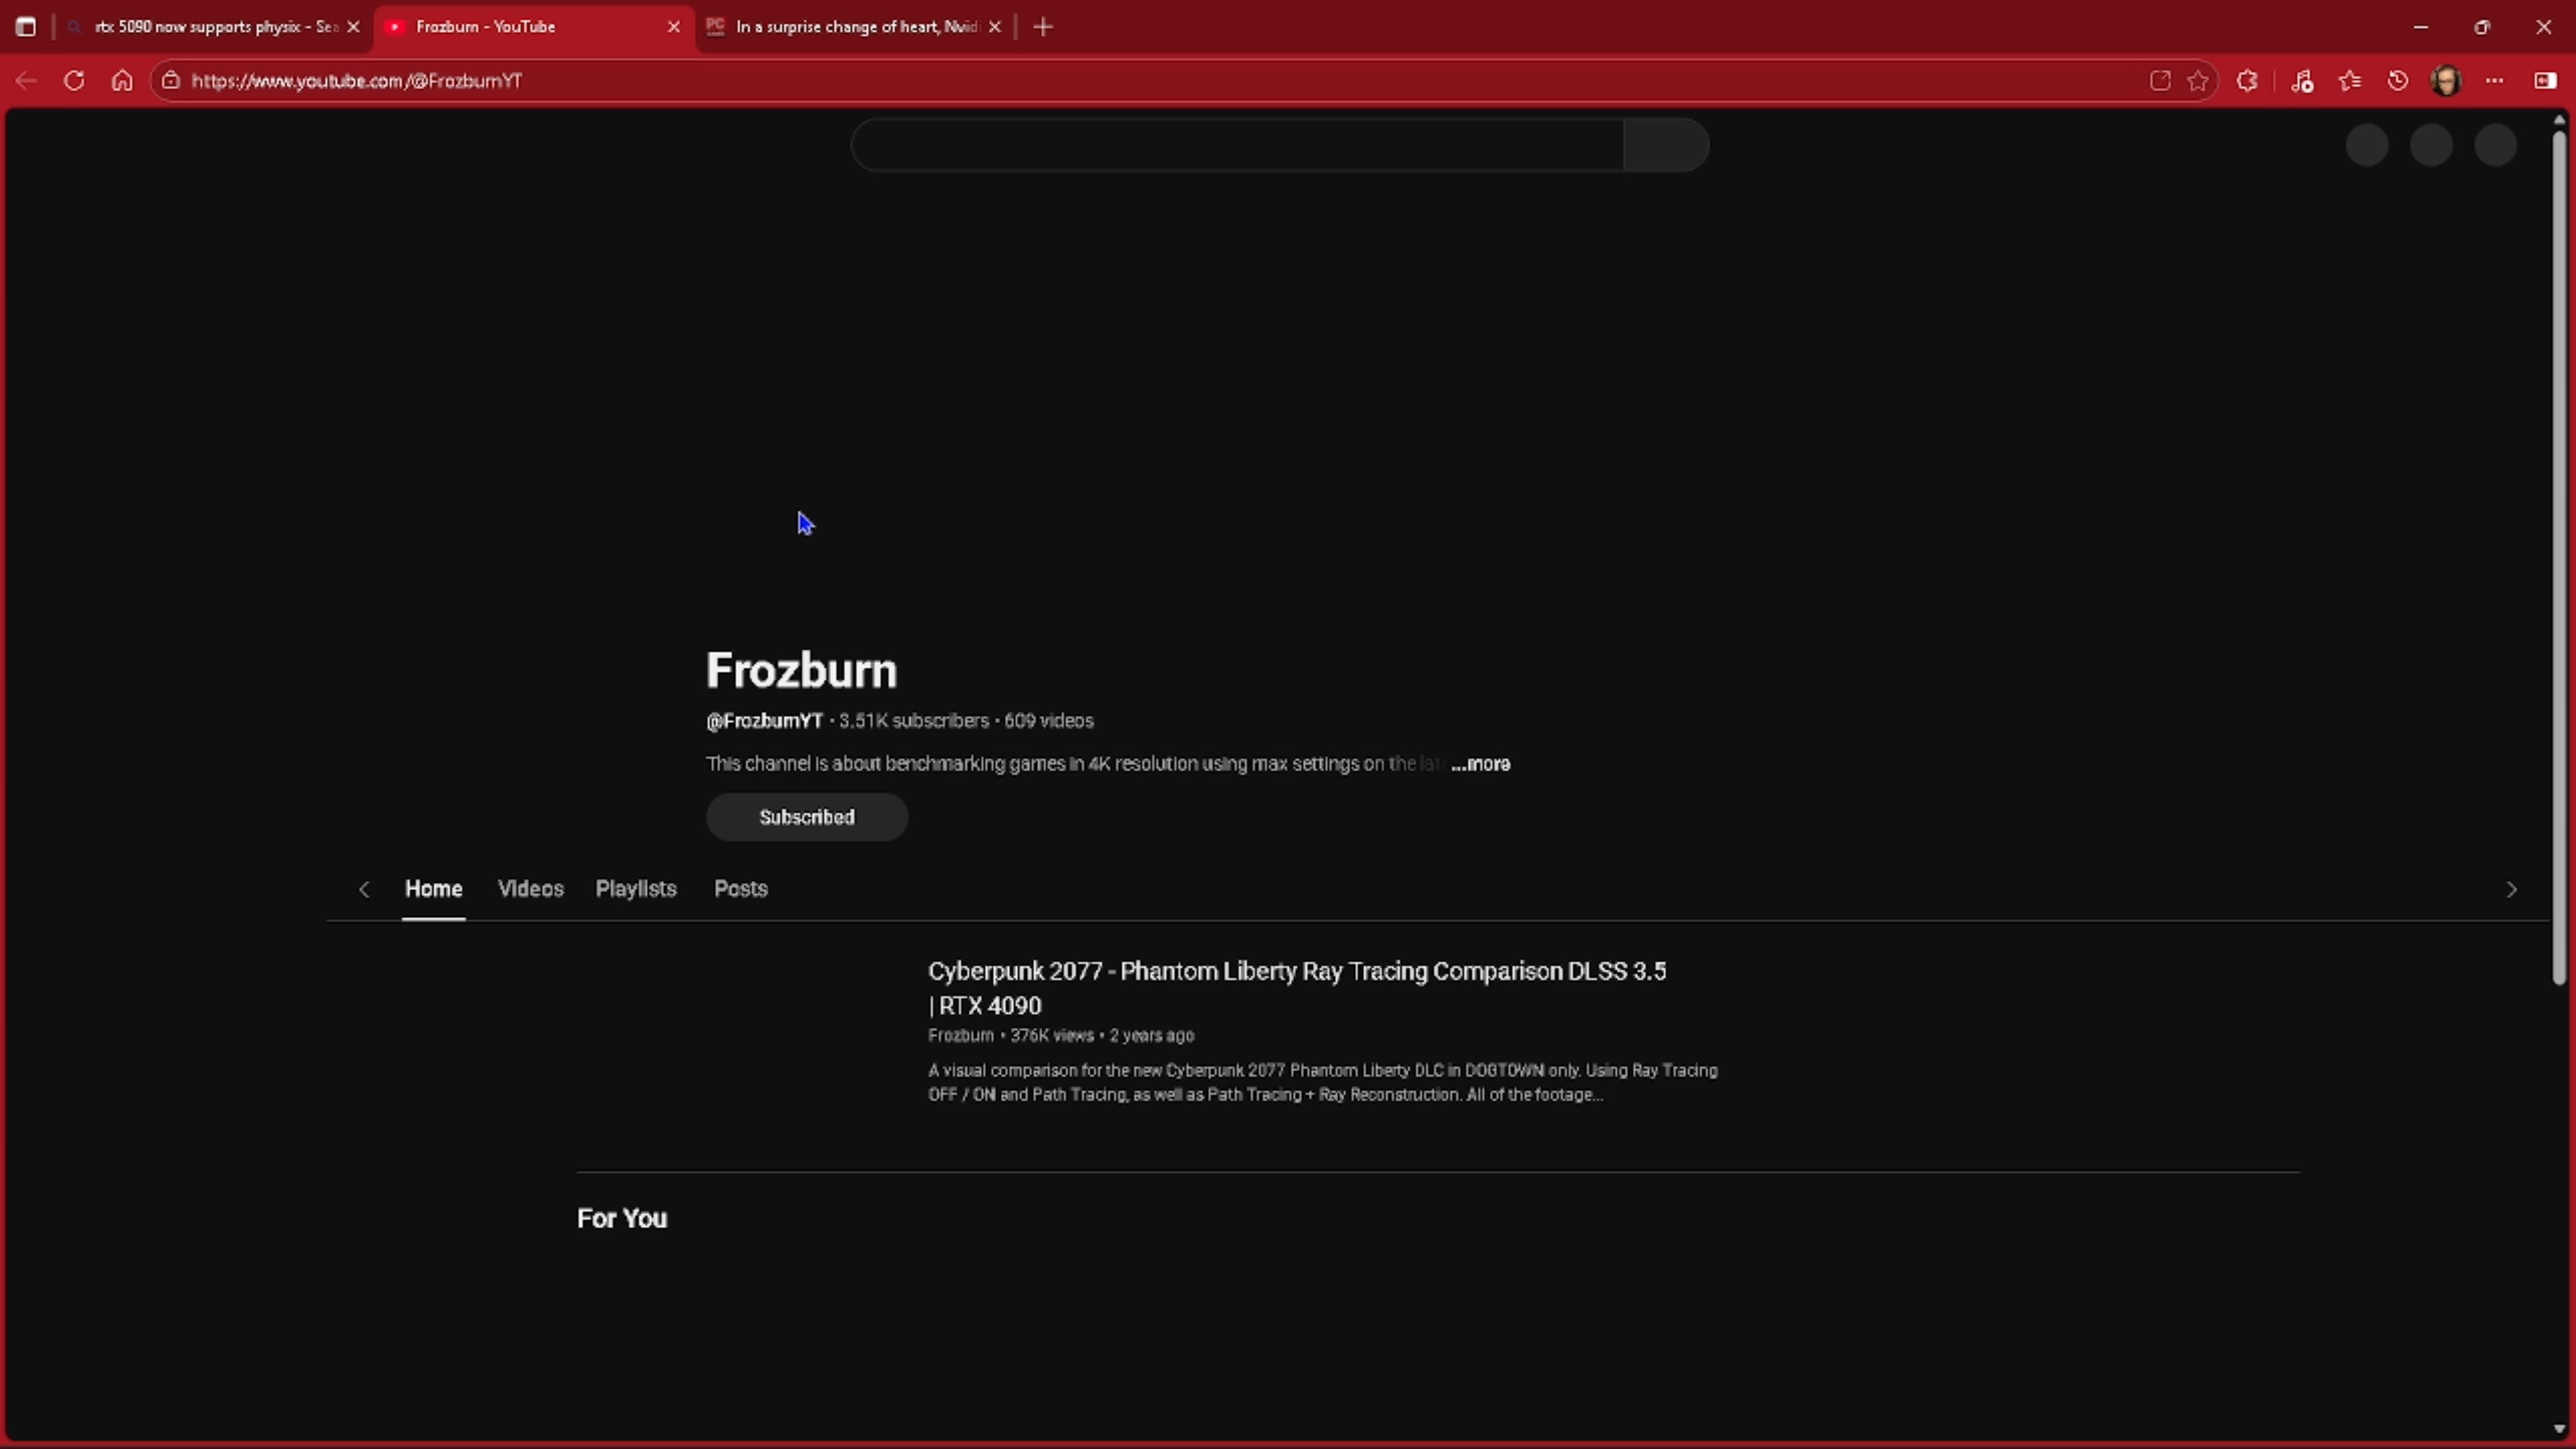 rtx 5090 now supports physix - Sea
Frozburn - YouTube
In a surprise change of heart, Nvidi
https://www.youtube.com/@FrozburnYT
Frozburn
@FrozburnYT • 3.51K subscribers • 609 videos
This channel is about benchmarking games in 4K resolution using max settings on the late ...more
Subscribed
Home Videos Playlists Posts
Cyberpunk 2077 - Phantom Liberty Ray Tracing Comparison DLSS 3.5
| RTX 4090
Frozburn • 376K views • 2 years ago
A visual comparison for the new Cyberpunk 2077 Phantom Liberty DLC in DOGTOWN only. Using Ray Tracing
OFF / ON and Path Tracing, as well as Path Tracing + Ray Reconstruction. All of the footage...
For You